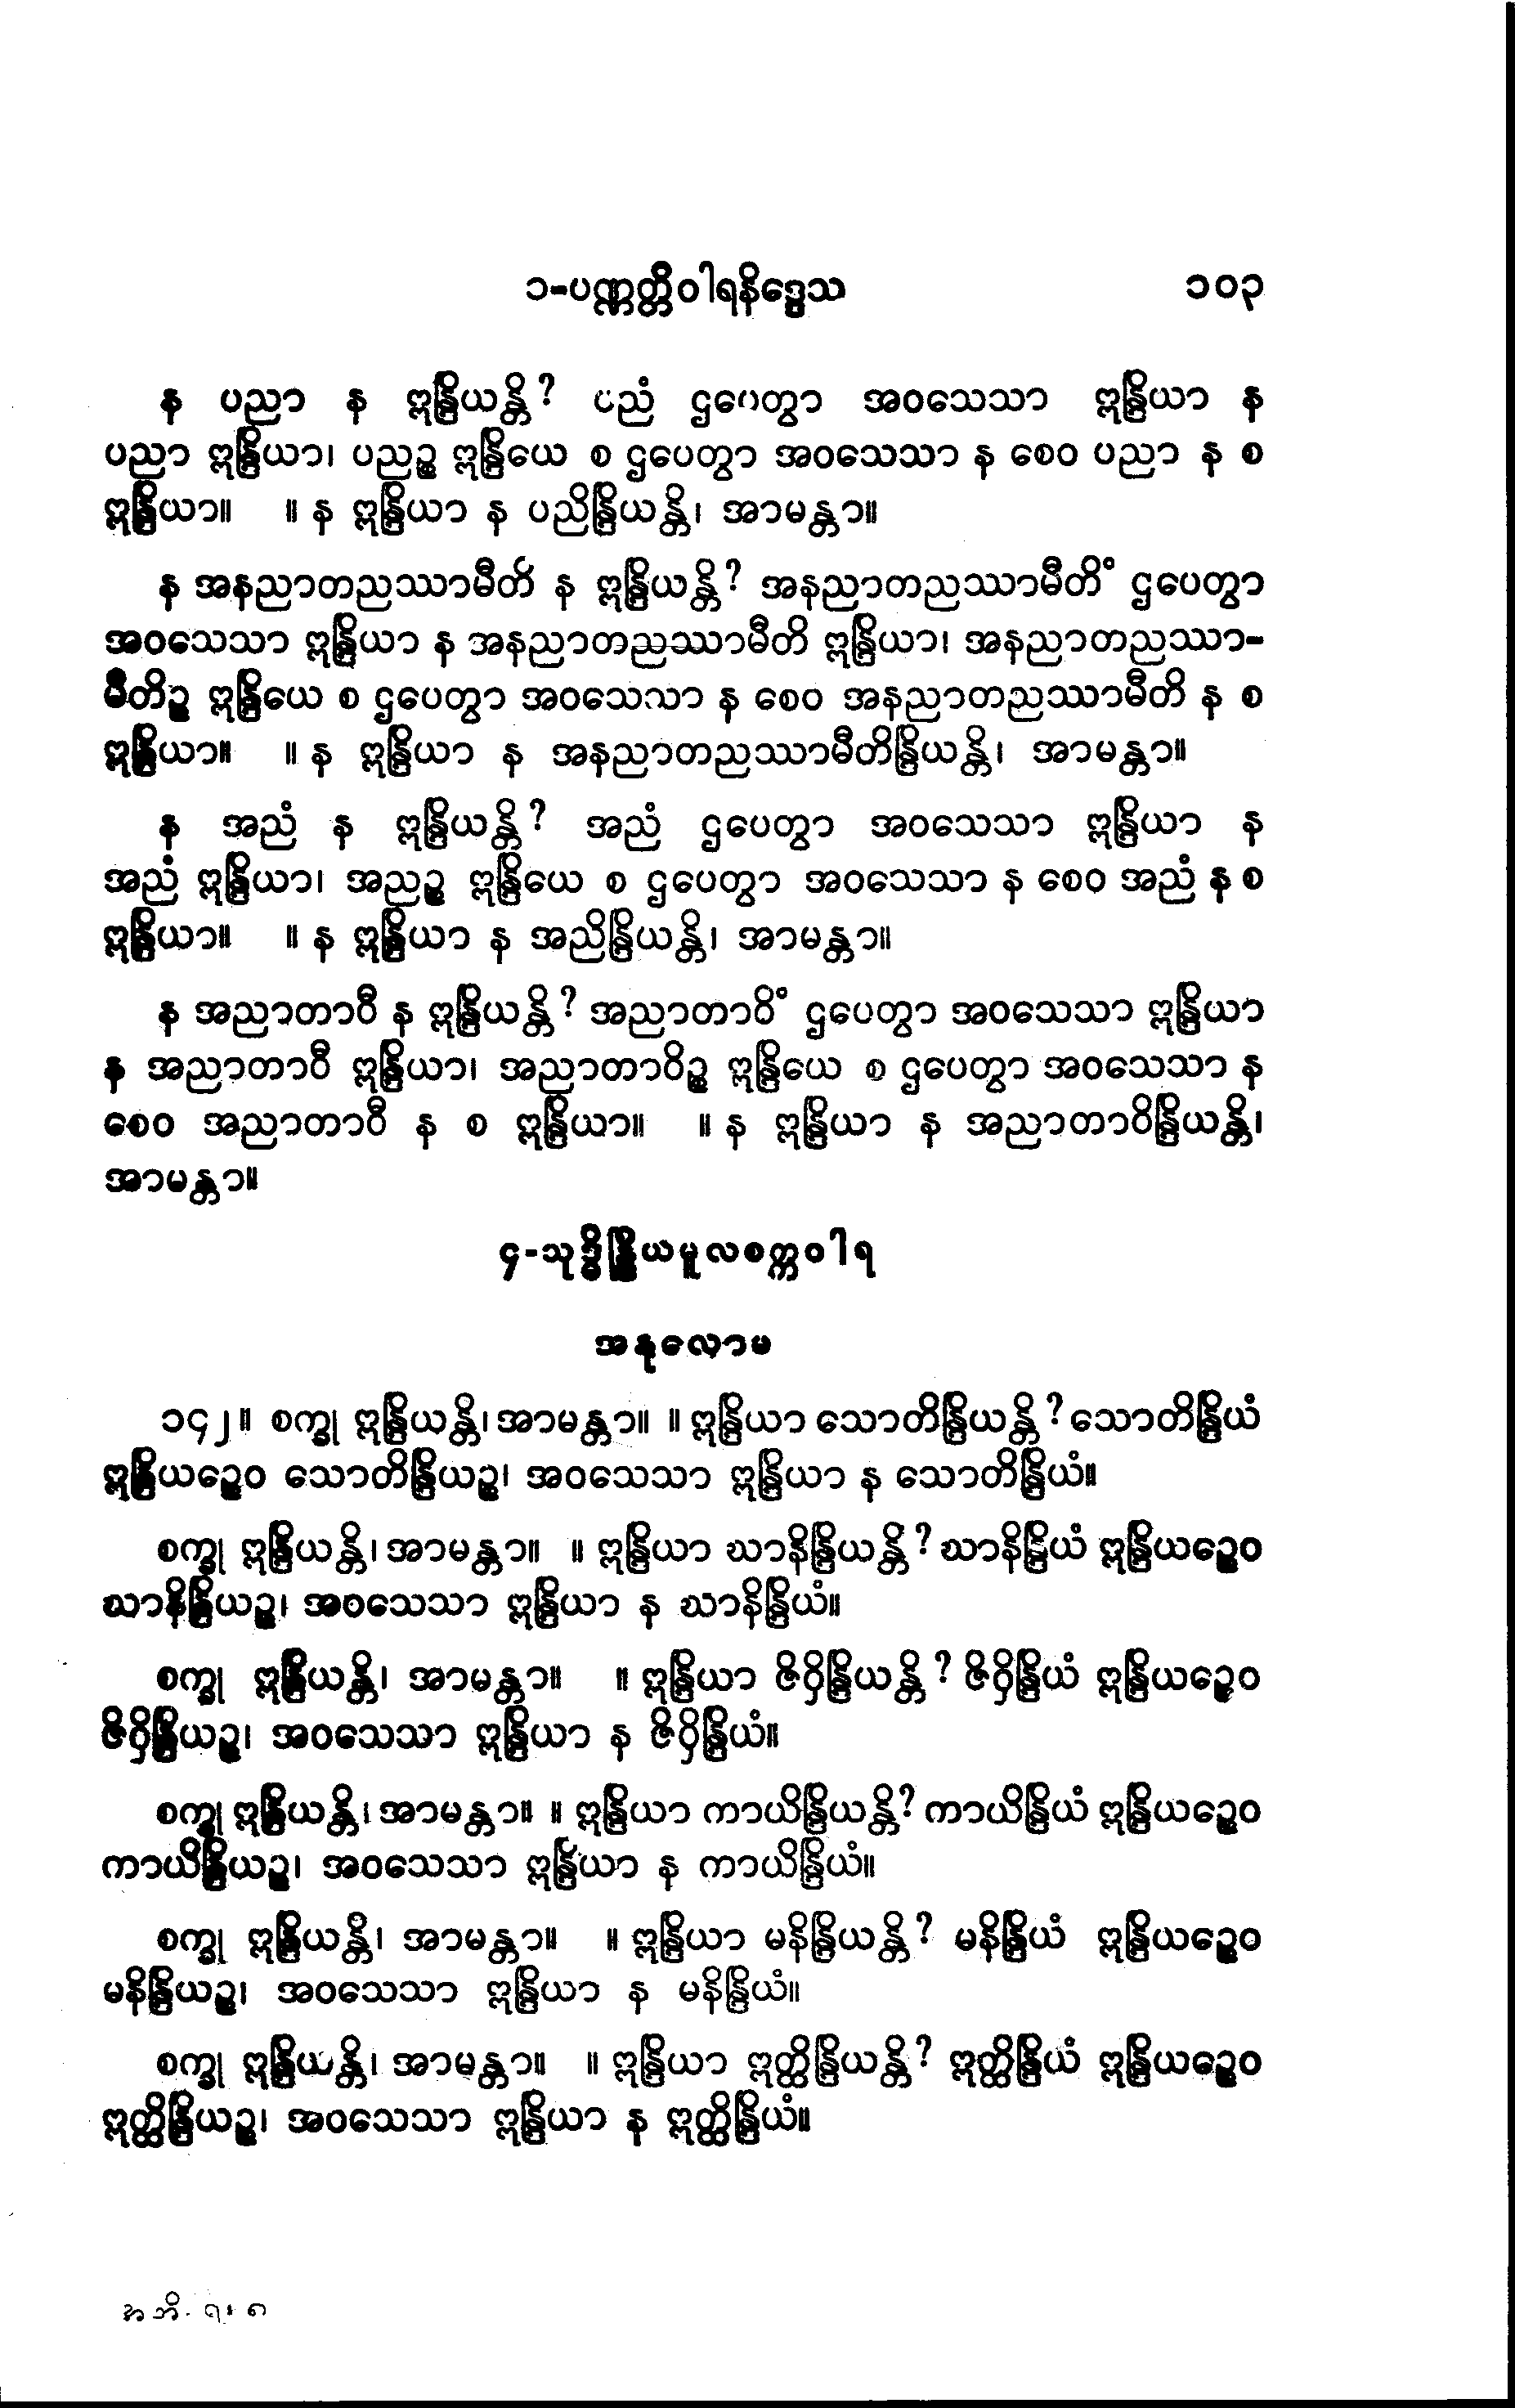 ၁-ပဏ္ဏတ္တိဝါရနိဒ္ဒေသ ၁၀၃
န ပညာ န ဣန္ဒြိယန္တိ? ပညံ ဌပေတွာ အဝသေသာ ဣန္ဒြိယာ န
ပညာ ဣန္ဒြိယာ၊ ပညဉ္စ ဣန္ဒြိယေ စ ဌပေတွာ အဝသေသာ န စေဝ ပညာ န စ
ဣန္ဒြိယာ။ ။ န ဣန္ဒြိယာ န ပညိန္ဒြိယန္တိ၊ အာမန္တာ။
န အနညာတညဿာမီတိ န ဣန္ဒြိယန္တိ? အနညာတညဿာမီတိံ ဌပေတွာ
အဝသေသာ ဣန္ဒြိယာ န အနညာတညဿာမီတိ ဣန္ဒြိယာ၊ အနညာတညဿာ-
မီတိဉ္စ ဣန္ဒြိယေ စ ဌပေတွာ အဝသေသာ န စေဝ အနညာတညဿာမီတိ န စ
ဣန္ဒြိယာ။ ။ န ဣန္ဒြိယာ န အနညာတညဿာမီတိန္ဒြိယန္တိ၊ အာမန္တာ။
န အညံ န ဣန္ဒြိယန္တိ? အညံ ဌပေတွာ အဝသေသာ ဣန္ဒြိယာ န
အညံ ဣန္ဒြိယာ၊ အညဉ္စ ဣန္ဒြိယေ စ ဌပေတွာ အဝသေသာ န စေဝ အညံ န စ
ဣန္ဒြိယာ။ ။ န ဣန္ဒြိယာ န အညိန္ဒြိယန္တိ၊ အာမန္တာ။
န အညာတာဝီ န ဣန္ဒြိယန္တိ? အညာတာဝိံ ဌပေတွာ အဝသေသာ ဣန္ဒြိယာ
န အညာတာဝီ ဣန္ဒြိယာ၊ အညာတာဝိဉ္စ ဣန္ဒြိယေ စ ဌပေတွာ အဝသေသာ န
စေဝ အညာတာဝီ န စ ဣန္ဒြိယာ။ ။ န ဣန္ဒြိယာ န အညာတာဝိန္ဒြိယန္တိ၊
အာမန္တာ။
၄-သုဒ္ဓိန္ဒြိယမူလစက္ကဝါရ
အနုလောမ
၁၄၂။ စက္ခု ဣန္ဒြိယန္တိ၊ အာမန္တာ။ ။ ဣန္ဒြိယာ သောတိန္ဒြိယန္တိ? သောတိန္ဒြိယံ
ဣန္ဒြိယဉ္စေဝ သောတိန္ဒြိယဉ္စ၊ အဝသေသာ ဣန္ဒြိယာ န သောတိန္ဒြိယံ။
စက္ခု ဣန္ဒြိယန္တိ၊ အာမန္တာ။ ။ ဣန္ဒြိယာ ဃာနိန္ဒြိယန္တိ? ဃာနိန္ဒြိယံ ဣန္ဒြိယဉ္စေဝ
ဃာနိန္ဒြိယဉ္စ၊ အဝသေသာ ဣန္ဒြိယာ န ဃာနိန္ဒြိယံ။
စက္ခု ဣန္ဒြိယန္တိ၊ အာမန္တာ။ ။ ဣန္ဒြိယာ ဇိဝှိန္ဒြိယန္တိ? ဇိဝှိန္ဒြိယံ ဣန္ဒြိယဉ္စေဝ
ဇိဝှိန္ဒြိယဉ္စ၊ အဝသေသာ ဣန္ဒြိယာ န ဇိဝှိန္ဒြိယံ။
စက္ခု ဣန္ဒြိယန္တိ၊ အာမန္တာ။ ။ ဣန္ဒြိယာ ကာယိန္ဒြိယန္တိ? ကာယိန္ဒြိယံ ဣန္ဒြိယဉ္စေဝ
ကာယိန္ဒြိယဉ္စ၊ အဝသေသာ ဣန္ဒြိယာ န ကာယိန္ဒြိယံ။
စက္ခု ဣန္ဒြိယန္တိ၊ အာမန္တာ။ ။ ဣန္ဒြိယာ မနိန္ဒြိယန္တိ? မနိန္ဒြိယံ ဣန္ဒြိယဉ္စေဝ
မနိန္ဒြိယဉ္စ၊ အဝသေသာ ဣန္ဒြိယာ န မနိန္ဒြိယံ။
စက္ခု ဣန္ဒြိယန္တိ၊ အာမန္တာ။ ။ ဣန္ဒြိယာ ဣတ္ထိန္ဒြိယန္တိ? ဣတ္ထိန္ဒြိယံ ဣန္ဒြိယဉ္စေဝ
ဣတ္ထိန္ဒြိယဉ္စ၊ အဝသေသာ ဣန္ဒြိယာ န ဣတ္ထိန္ဒြိယံ။
အဘိ-၇၊ ၈